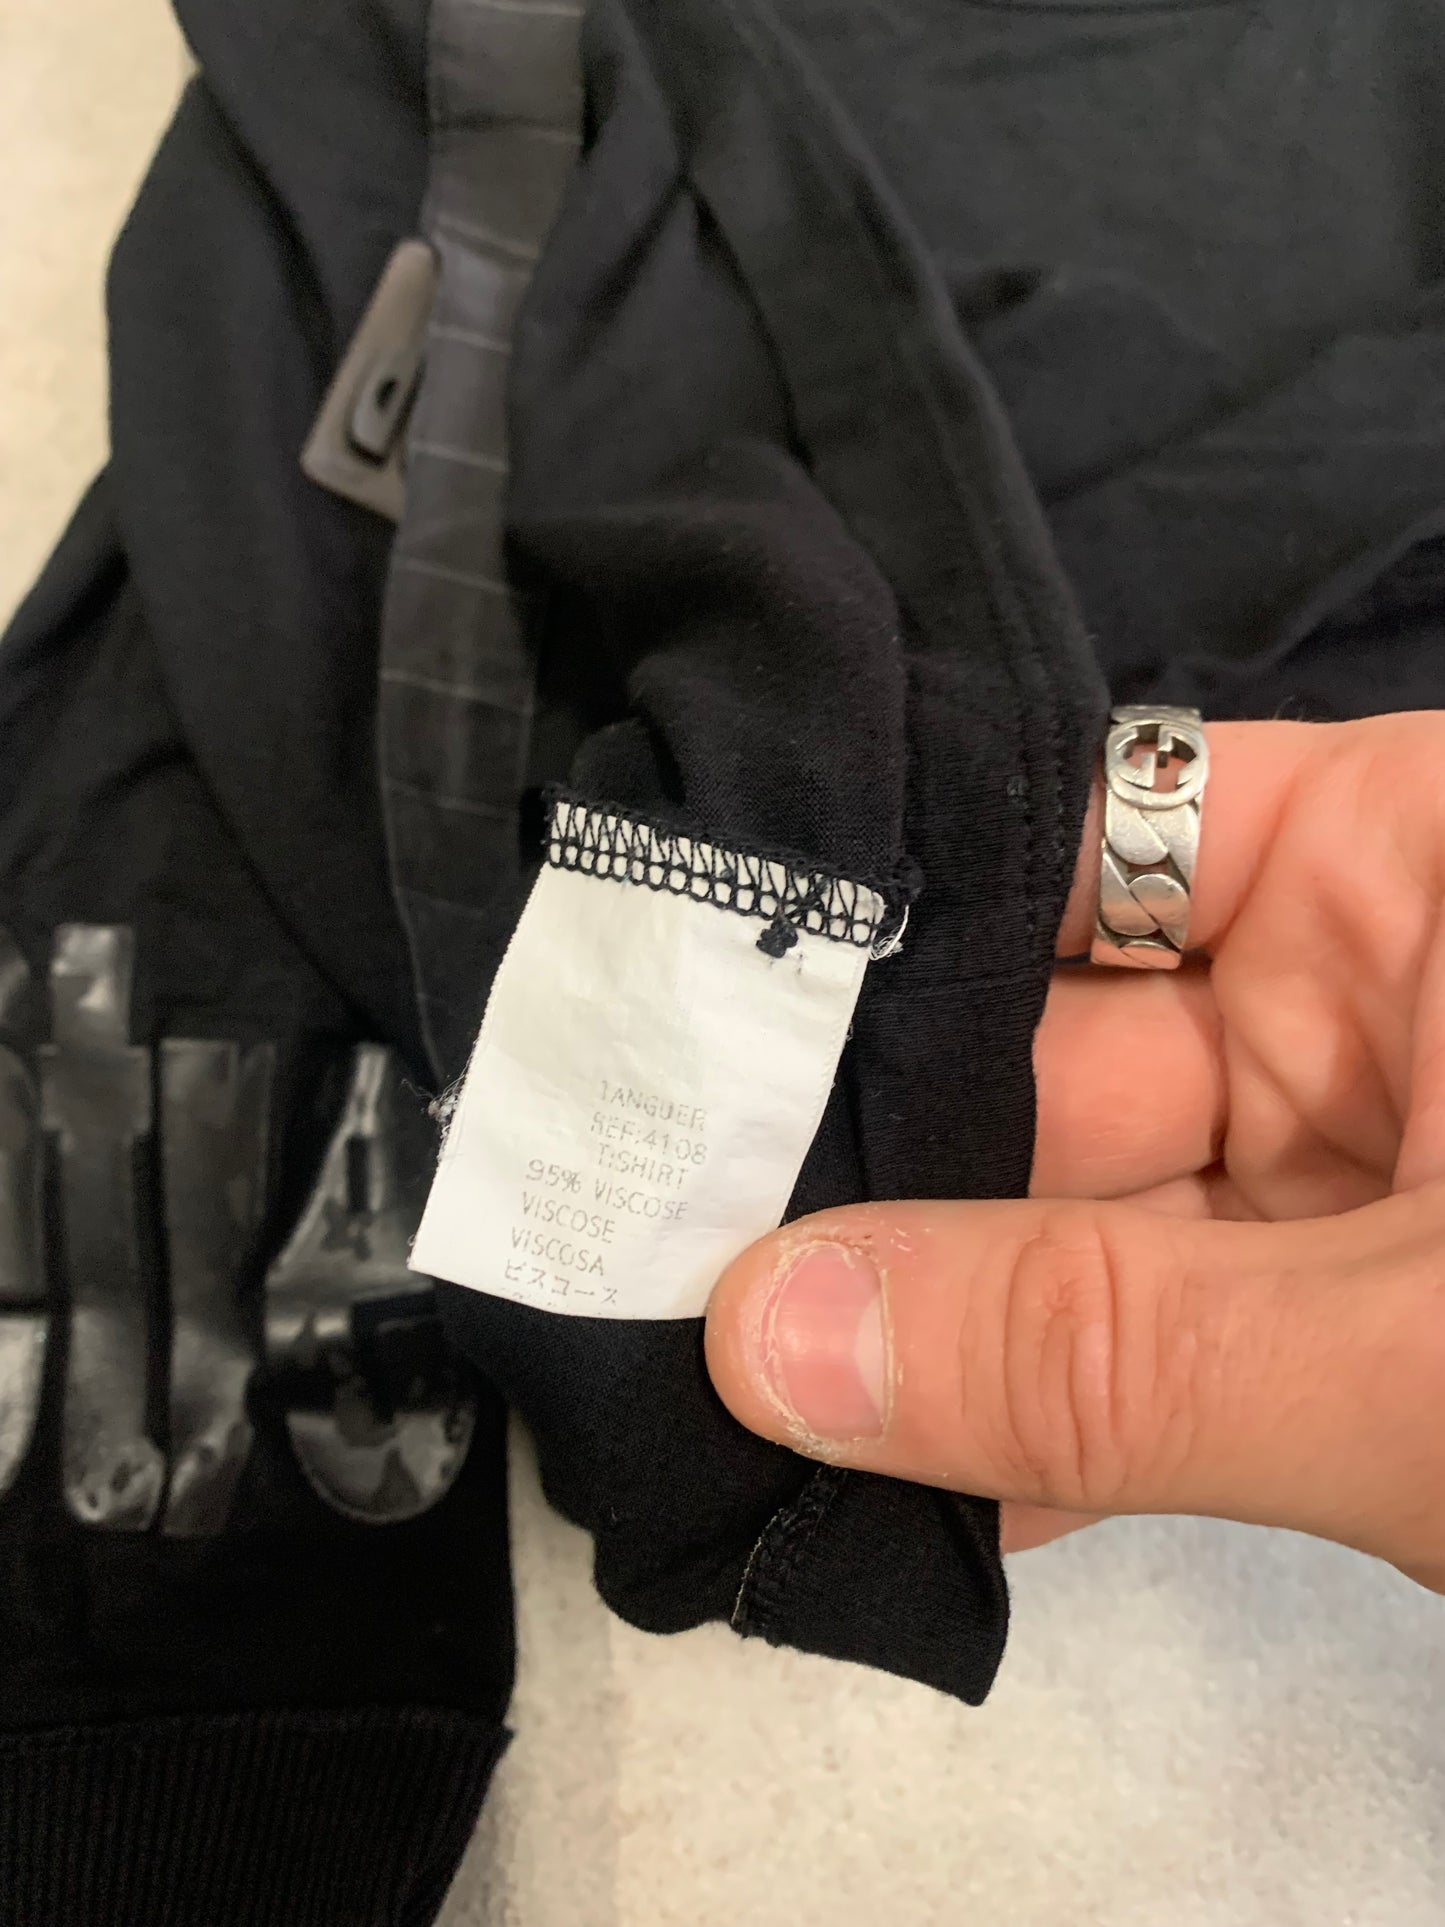 TANGUER
REF:4108
T.SHIRT
95% VISCOSE
VISCOSE
VISCOSA
ビスコース